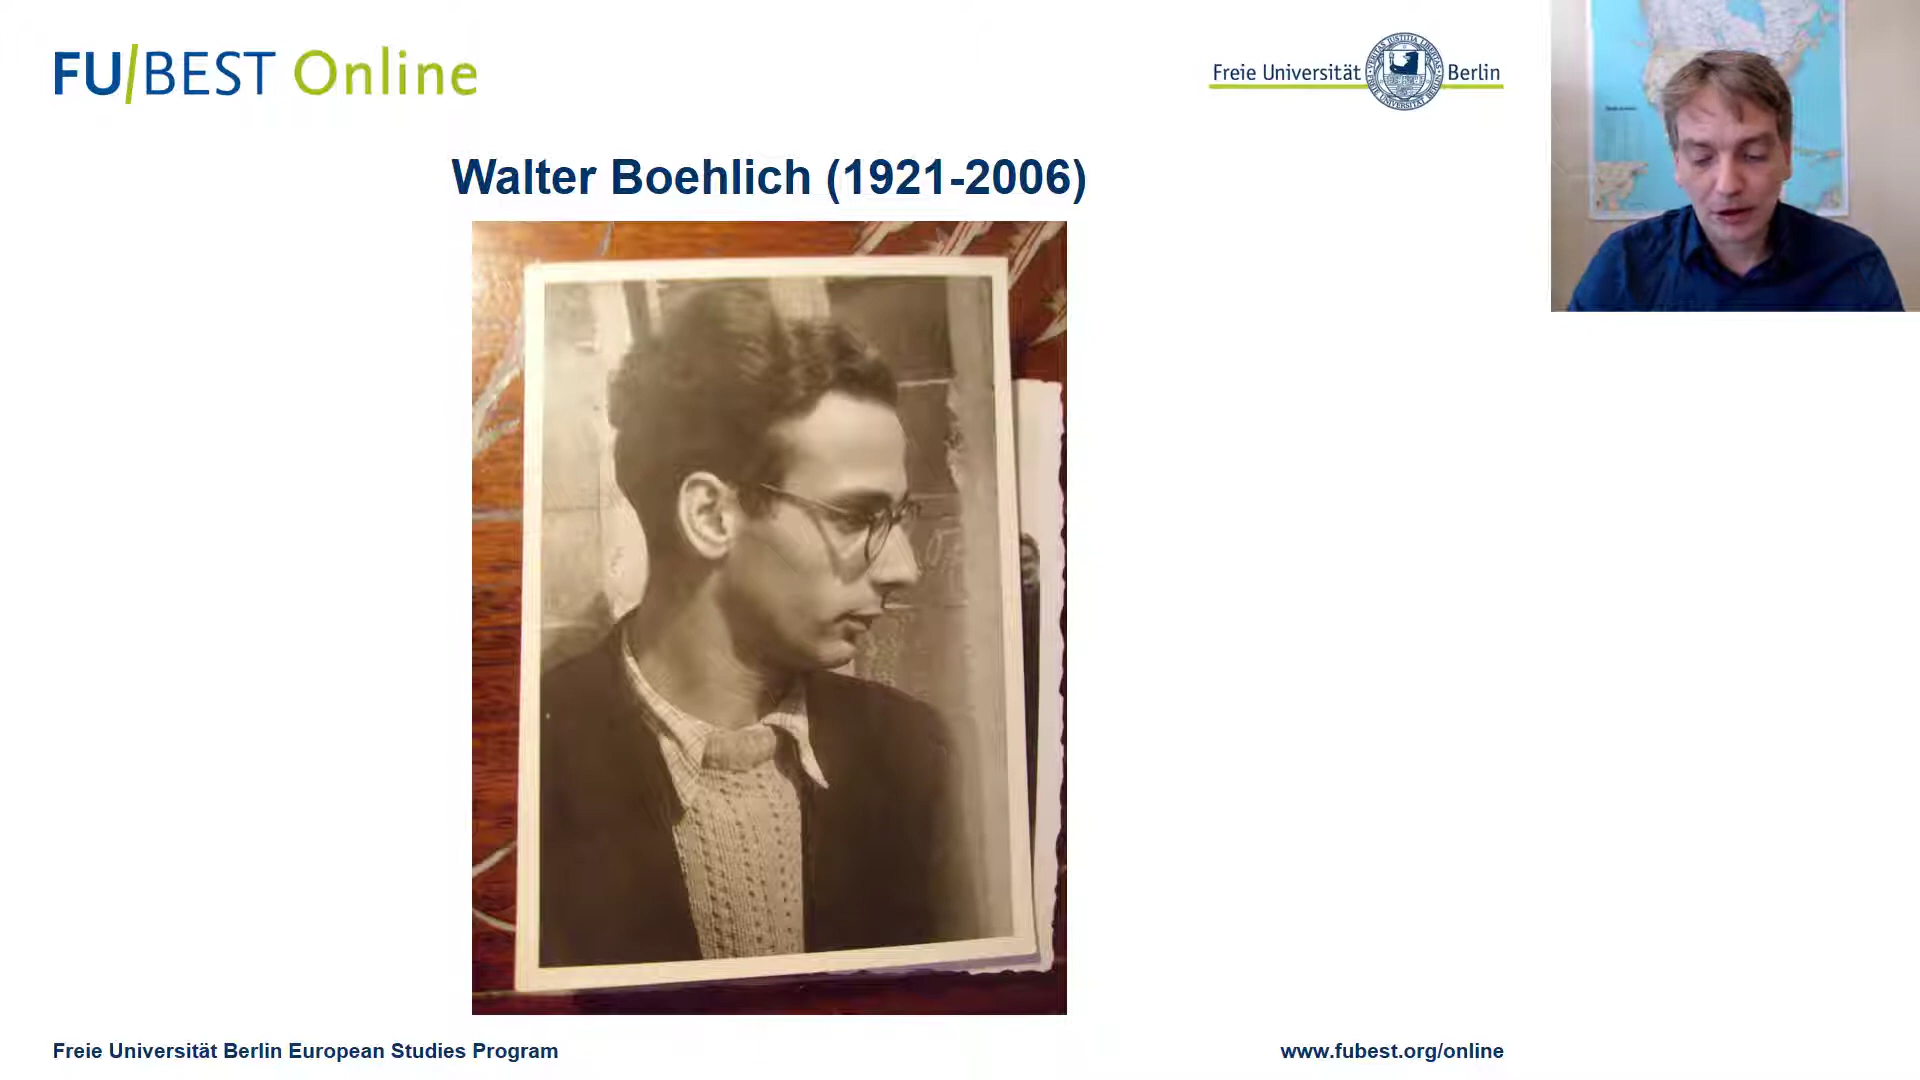 FU/BEST Online
Freie Universität Berlin
Walter Boehlich (1921-2006)
Freie Universität Berlin European Studies Program
www.fubest.org/online